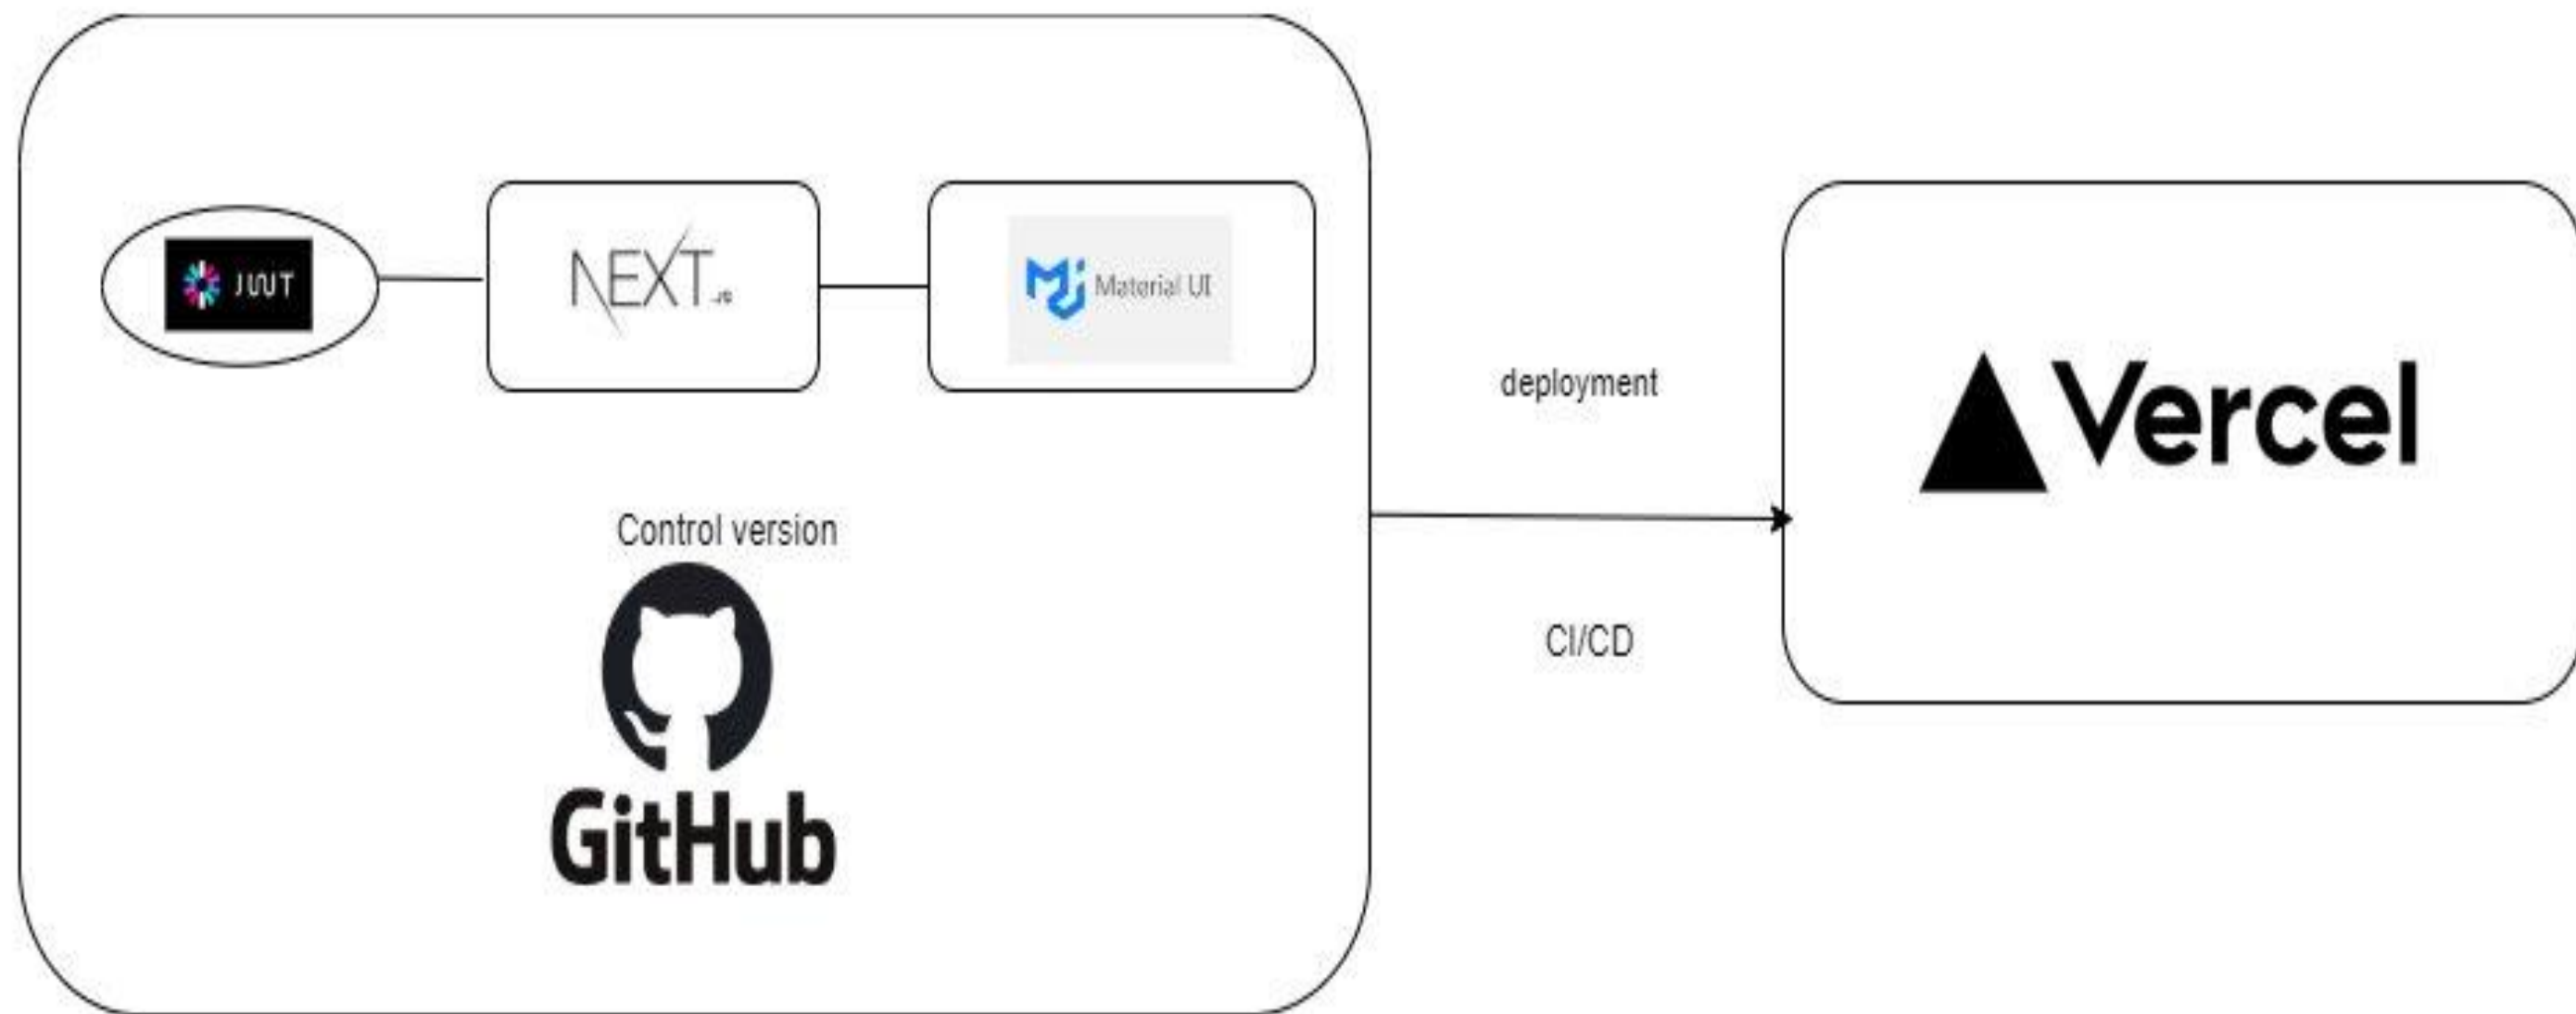 JWT
NEXT.JS
Material UI
deployment
Vercel
Control version
CI/CD
GitHub